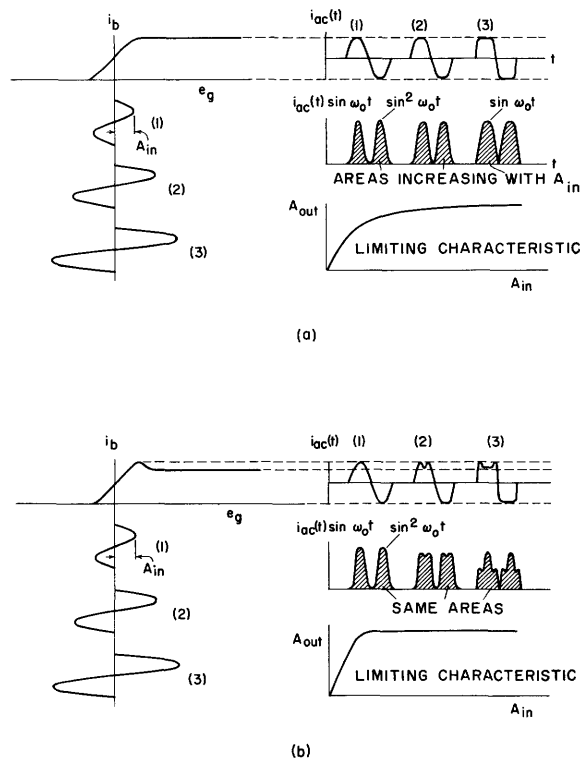 i_b
i_ac(t) (1) (2) (3)
t
e_g
(1)
A_in
(2)
(3)
i_ac(t) sin ω_o t sin² ω_o t sin ω_o t
t
AREAS INCREASING WITH A_in
A_out
LIMITING CHARACTERISTIC
A_in
(a)
i_b
i_ac(t) (1) (2) (3)
t
e_g
(1)
A_in
(2)
(3)
i_ac(t) sin ω_o t sin² ω_o t
SAME AREAS
A_out
LIMITING CHARACTERISTIC
A_in
(b)